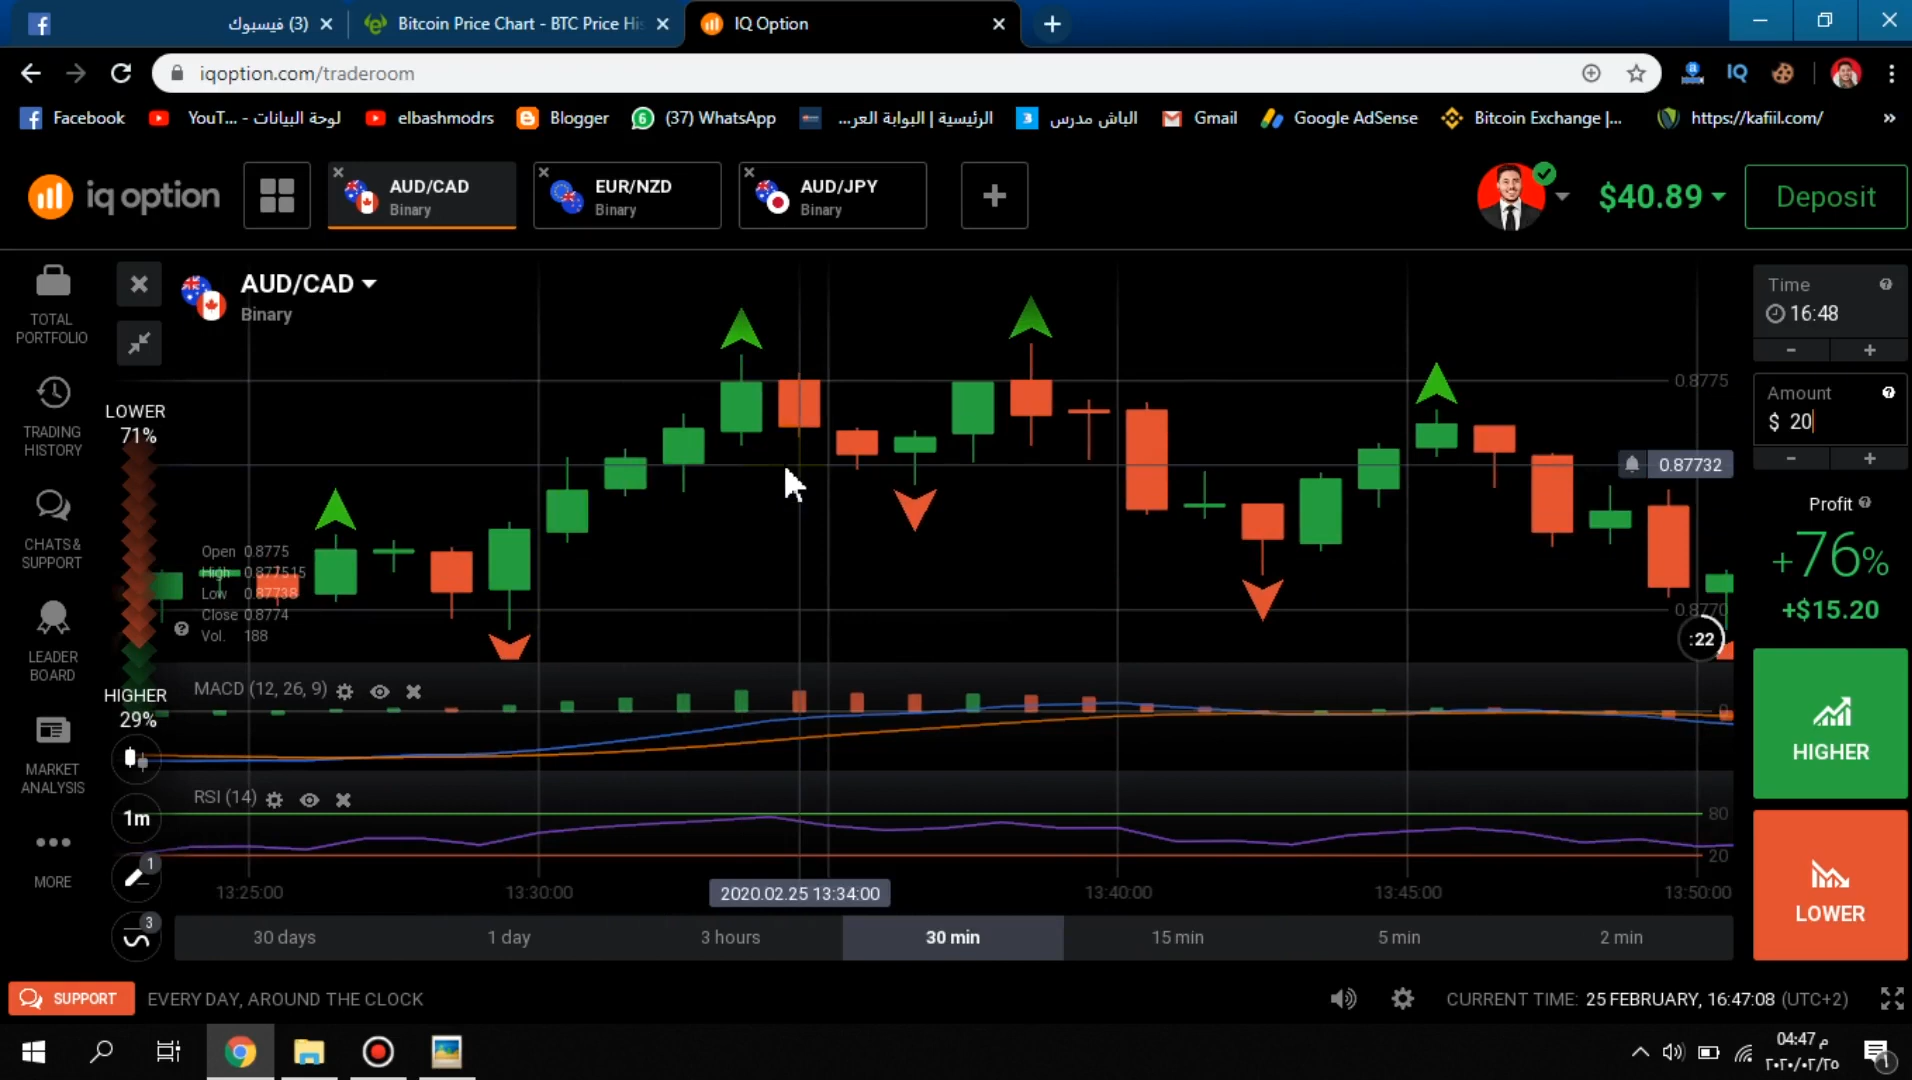 (3) فيسبوك
Bitcoin Price Chart - BTC Price His
IQ Option
iqoption.com/traderoom
IQ
Facebook
لوحة البيانات - YouT...
elbashmodrs
Blogger
(37) WhatsApp
الرئيسية | البوابة العر...
الباش مدرس
Gmail
Google AdSense
Bitcoin Exchange |...
https://kafiil.com/
»
iq option
AUD/CAD
Binary
EUR/NZD
Binary
AUD/JPY
Binary
$40.89
Deposit
TOTAL
PORTFOLIO
TRADING
HISTORY
CHATS &
SUPPORT
LEADER
BOARD
MARKET
ANALYSIS
MORE
AUD/CAD
Binary
LOWER
71%
Open 0.8775
High 0.877515
Low 0.87738
Close 0.8774
Vol. 188
HIGHER
29%
1m
1
3
0.8775
0.87732
0.8770
:22
MACD (12, 26, 9)
0
RSI (14)
80
20
13:25:00
13:30:00
2020.02.25 13:34:00
13:40:00
13:45:00
13:50:00
30 days
1 day
3 hours
30 min
15 min
5 min
2 min
Time
16:48
- +
Amount
$ 20
- +
Profit
+76%
+$15.20
HIGHER
LOWER
SUPPORT
EVERY DAY, AROUND THE CLOCK
CURRENT TIME: 25 FEBRUARY, 16:47:08 (UTC+2)
04:47 م
٢٠٢٠/٠٢/٢٥
1